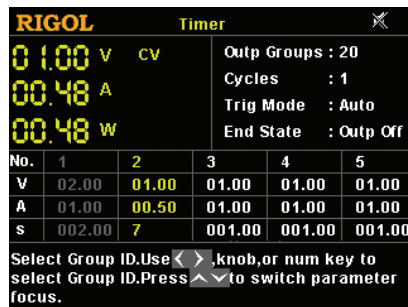 RIGOL Timer
01.00 V CV
00.48 A
00.48 W
Outp Groups : 20
Cycles : 1
Trig Mode : Auto
End State : Outp Off
No. 1 2 3 4 5
V 02.00 01.00 01.00 01.00 01.00
A 01.00 00.50 01.00 01.00 01.00
s 002.00 7 001.00 001.00 001.00
Select Group ID.Use < > ,knob,or num key to
select Group ID.Press ∧ ∨ to switch parameter
focus.